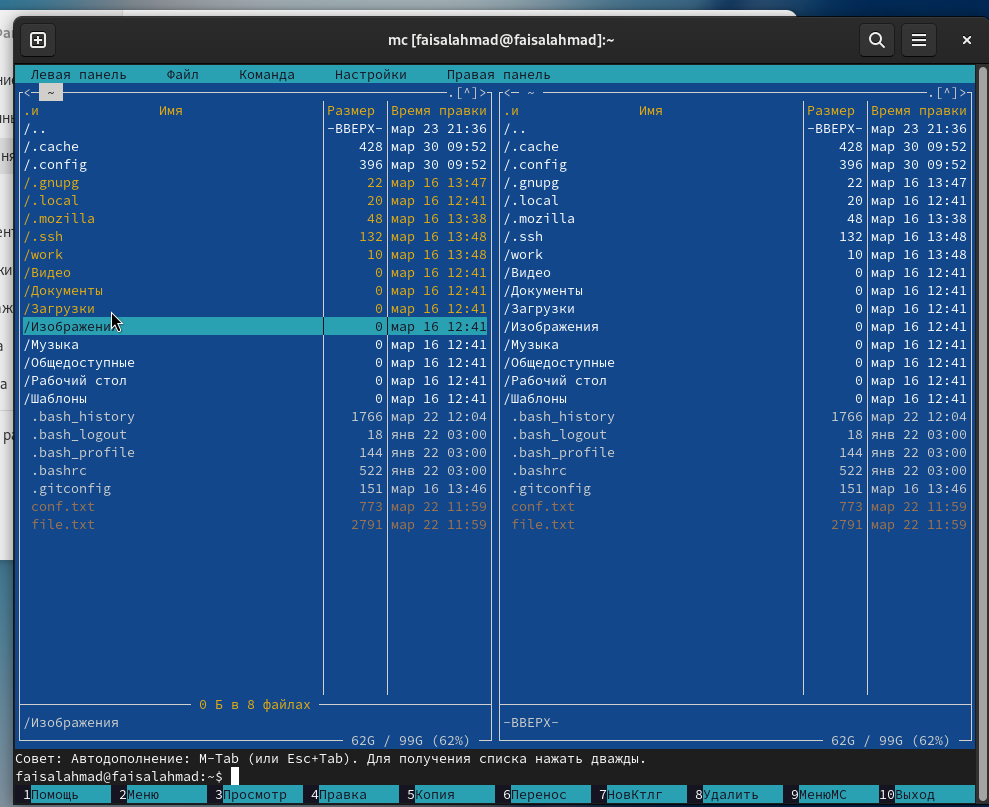 mc [faisalahmad@faisalahmad]:~
Левая панель Файл Команда Настройки Правая панель
<─ ~ .[^]> <─ ~ .[^]>
.и Имя Размер Время правки .и Имя Размер Время правки
/.. -ВВЕРХ- мар 23 21:36 /.. -ВВЕРХ- мар 23 21:36
/.cache 428 мар 30 09:52 /.cache 428 мар 30 09:52
/.config 396 мар 30 09:52 /.config 396 мар 30 09:52
/.gnupg 22 мар 16 13:47 /.gnupg 22 мар 16 13:47
/.local 20 мар 16 12:41 /.local 20 мар 16 12:41
/.mozilla 48 мар 16 13:38 /.mozilla 48 мар 16 13:38
/.ssh 132 мар 16 13:48 /.ssh 132 мар 16 13:48
/work 10 мар 16 13:48 /work 10 мар 16 13:48
/Видео 0 мар 16 12:41 /Видео 0 мар 16 12:41
/Документы 0 мар 16 12:41 /Документы 0 мар 16 12:41
/Загрузки 0 мар 16 12:41 /Загрузки 0 мар 16 12:41
/Изображения 0 мар 16 12:41 /Изображения 0 мар 16 12:41
/Музыка 0 мар 16 12:41 /Музыка 0 мар 16 12:41
/Общедоступные 0 мар 16 12:41 /Общедоступные 0 мар 16 12:41
/Рабочий стол 0 мар 16 12:41 /Рабочий стол 0 мар 16 12:41
/Шаблоны 0 мар 16 12:41 /Шаблоны 0 мар 16 12:41
.bash_history 1766 мар 22 12:04 .bash_history 1766 мар 22 12:04
.bash_logout 18 янв 22 03:00 .bash_logout 18 янв 22 03:00
.bash_profile 144 янв 22 03:00 .bash_profile 144 янв 22 03:00
.bashrc 522 янв 22 03:00 .bashrc 522 янв 22 03:00
.gitconfig 151 мар 16 13:46 .gitconfig 151 мар 16 13:46
conf.txt 773 мар 22 11:59 conf.txt 773 мар 22 11:59
file.txt 2791 мар 22 11:59 file.txt 2791 мар 22 11:59
0 Б в 8 файлах
/Изображения -ВВЕРХ-
62G / 99G (62%) 62G / 99G (62%)
Совет: Автодополнение: M-Tab (или Esc+Tab). Для получения списка нажать дважды.
faisalahmad@faisalahmad:~$
1Помощь 2Меню 3Просмотр 4Правка 5Копия 6Перенос 7НовКтлг 8Удалить 9МенюМС 10Выход